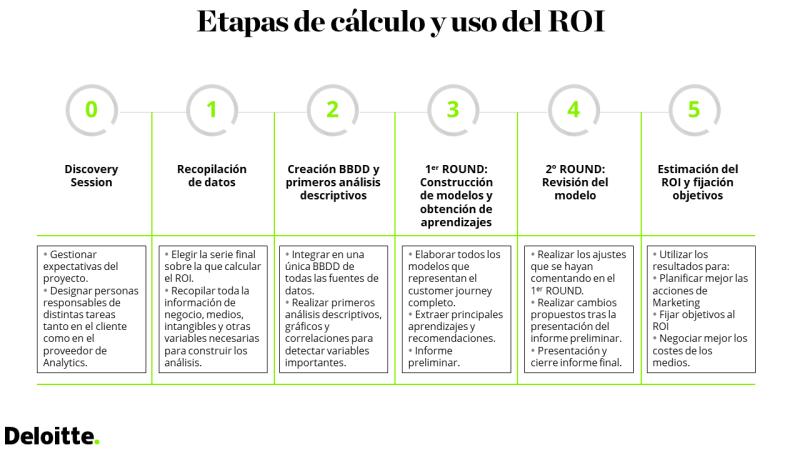 Etapas de cálculo y uso del ROI
0
1
2
3
4
5
Discovery
Session
Recopilación
de datos
Creación BBDD y
primeros análisis
descriptivos
1er ROUND:
Construcción
de modelos y
obtención de
aprendizajes
2º ROUND:
Revisión del
modelo
Estimación del
ROI y fijación
objetivos
• Gestionar
expectativas del
proyecto.
• Designar personas
responsables de
distintas tareas
tanto en el cliente
como en el
proveedor de
Analytics.
• Elegir la serie final
sobre la que calcular
el ROI.
• Recopilar toda la
información de
negocio, medios,
intangibles y otras
variables necesarias
para construir los
análisis.
• Integrar en una
única BBDD de
todas las fuentes de
datos.
• Realizar primeros
análisis descriptivos,
gráficos y
correlaciones para
detectar variables
importantes.
• Elaborar todos los
modelos que
representan el
customer journey
completo.
• Extraer principales
aprendizajes y
recomendaciones.
• Informe
preliminar.
• Realizar los ajustes
que se hayan
comentando en el
1er ROUND.
• Realizar cambios
propuestos tras la
presentación del
informe preliminar.
• Presentación y
cierre informe final.
• Utilizar los
resultados para:
• Planificar mejor las
acciones de
Marketing
• Fijar objetivos al
ROI
• Negociar mejor los
costes de los
medios.
Deloitte.